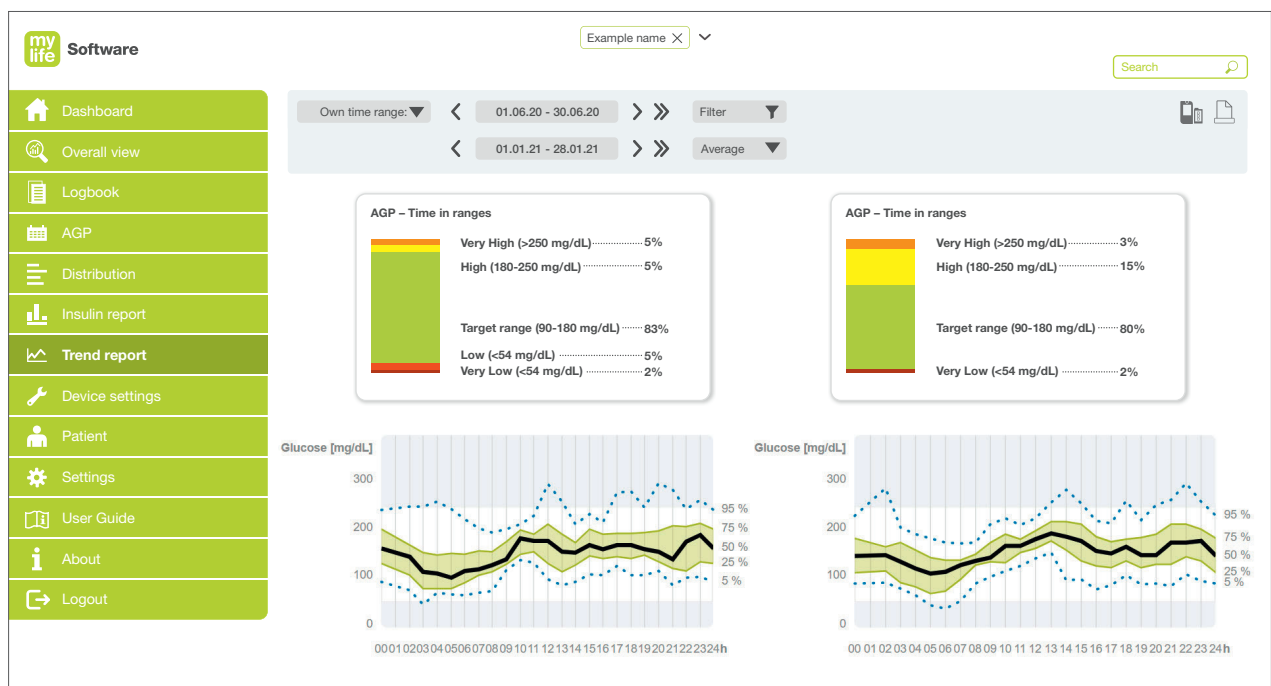 my
life
Software
Example name
Search
Dashboard
Overall view
Logbook
AGP
Distribution
Insulin report
Trend report
Device settings
Patient
Settings
User Guide
About
Logout
Own time range:
01.06.20 - 30.06.20
Filter
01.01.21 - 28.01.21
Average
AGP – Time in ranges
Very High (>250 mg/dL) 5%
High (180-250 mg/dL) 5%
Target range (90-180 mg/dL) 83%
Low (<54 mg/dL) 5%
Very Low (<54 mg/dL) 2%
AGP – Time in ranges
Very High (>250 mg/dL) 3%
High (180-250 mg/dL) 15%
Target range (90-180 mg/dL) 80%
Very Low (<54 mg/dL) 2%
Glucose [mg/dL]
300
200
100
0
95 %
75 %
50 %
25 %
5 %
00 01 02 03 04 05 06 07 08 09 10 11 12 13 14 15 16 17 18 19 20 21 22 23 24h
Glucose [mg/dL]
300
200
100
0
95 %
75 %
50 %
25 %
5 %
00 01 02 03 04 05 06 07 08 09 10 11 12 13 14 15 16 17 18 19 20 21 22 23 24h